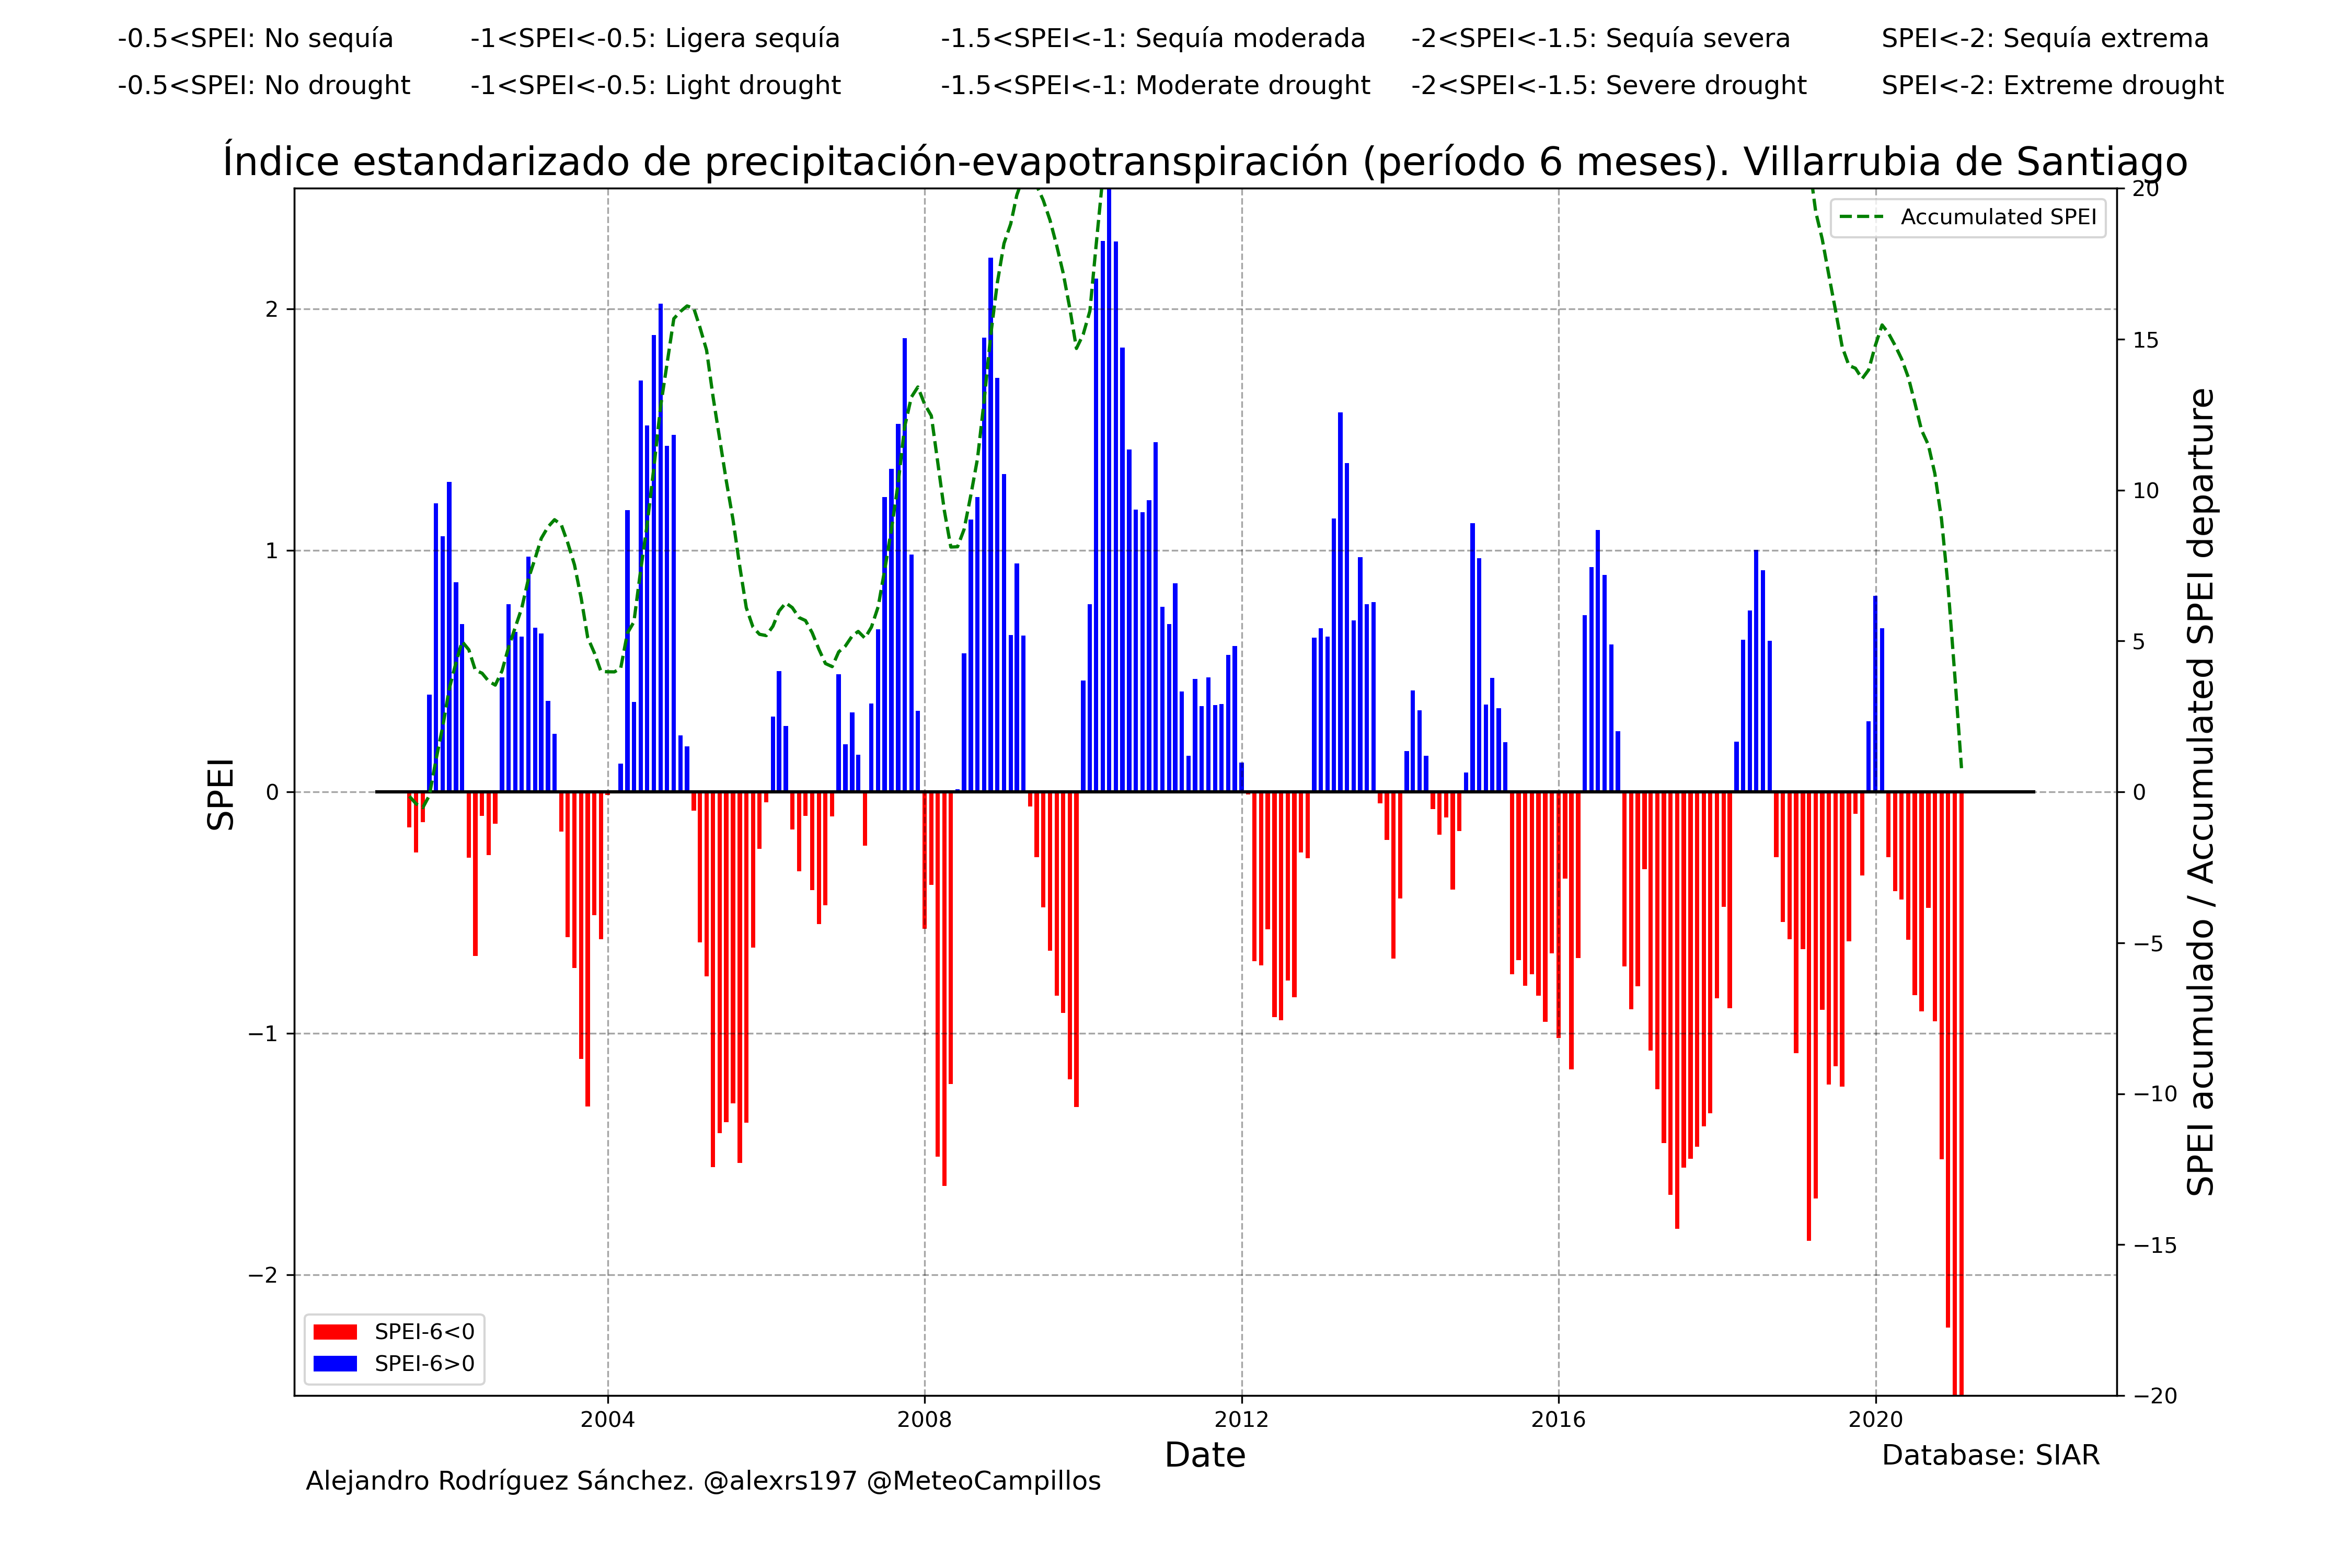 -0.5<SPEI: No sequía -1<SPEI<-0.5: Ligera sequía -1.5<SPEI<-1: Sequía moderada -2<SPEI<-1.5: Sequía severa SPEI<-2: Sequía extrema
-0.5<SPEI: No drought -1<SPEI<-0.5: Light drought -1.5<SPEI<-1: Moderate drought -2<SPEI<-1.5: Severe drought SPEI<-2: Extreme drought
Índice estandarizado de precipitación-evapotranspiración (período 6 meses). Villarrubia de Santiago
Accumulated SPEI
SPEI
2
1
0
−1
−2
20
15
10
5
0
−5
−10
−15
−20
SPEI acumulado / Accumulated SPEI departure
SPEI-6<0
SPEI-6>0
2004 2008 2012 2016 2020
Date
Database: SIAR
Alejandro Rodríguez Sánchez. @alexrs197 @MeteoCampillos